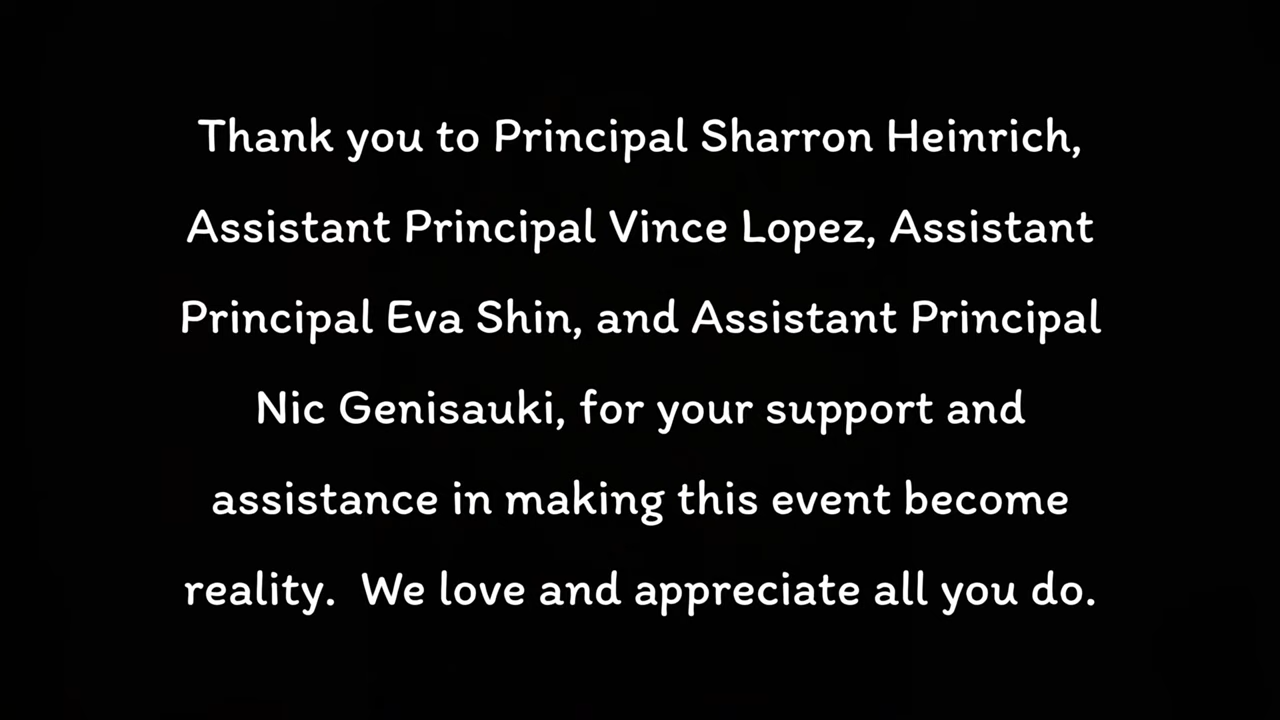 Thank you to Principal Sharron Heinrich,
Assistant Principal Vince Lopez, Assistant
Principal Eva Shin, and Assistant Principal
Nic Genisauki, for your support and
assistance in making this event become
reality.  We love and appreciate all you do.